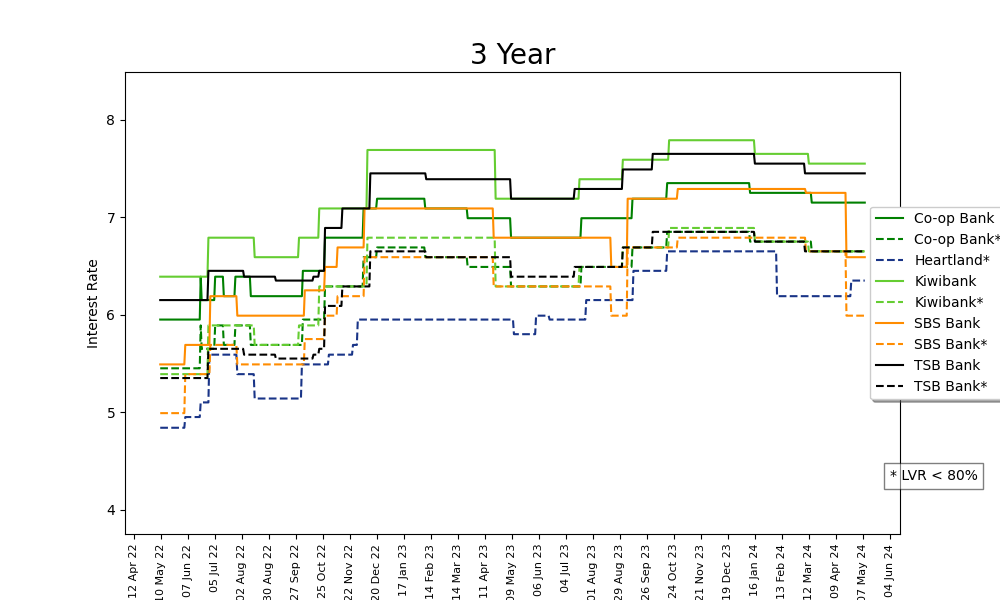 3 Year
Interest Rate
8
7
6
5
4
Co-op Bank
Co-op Bank*
Heartland*
Kiwibank
Kiwibank*
SBS Bank
SBS Bank*
TSB Bank
TSB Bank*
* LVR < 80%
12 Apr 22
10 May 22
07 Jun 22
05 Jul 22
02 Aug 22
30 Aug 22
27 Sep 22
25 Oct 22
22 Nov 22
20 Dec 22
17 Jan 23
14 Feb 23
14 Mar 23
11 Apr 23
09 May 23
06 Jun 23
04 Jul 23
01 Aug 23
29 Aug 23
26 Sep 23
24 Oct 23
21 Nov 23
19 Dec 23
16 Jan 24
13 Feb 24
12 Mar 24
09 Apr 24
07 May 24
04 Jun 24